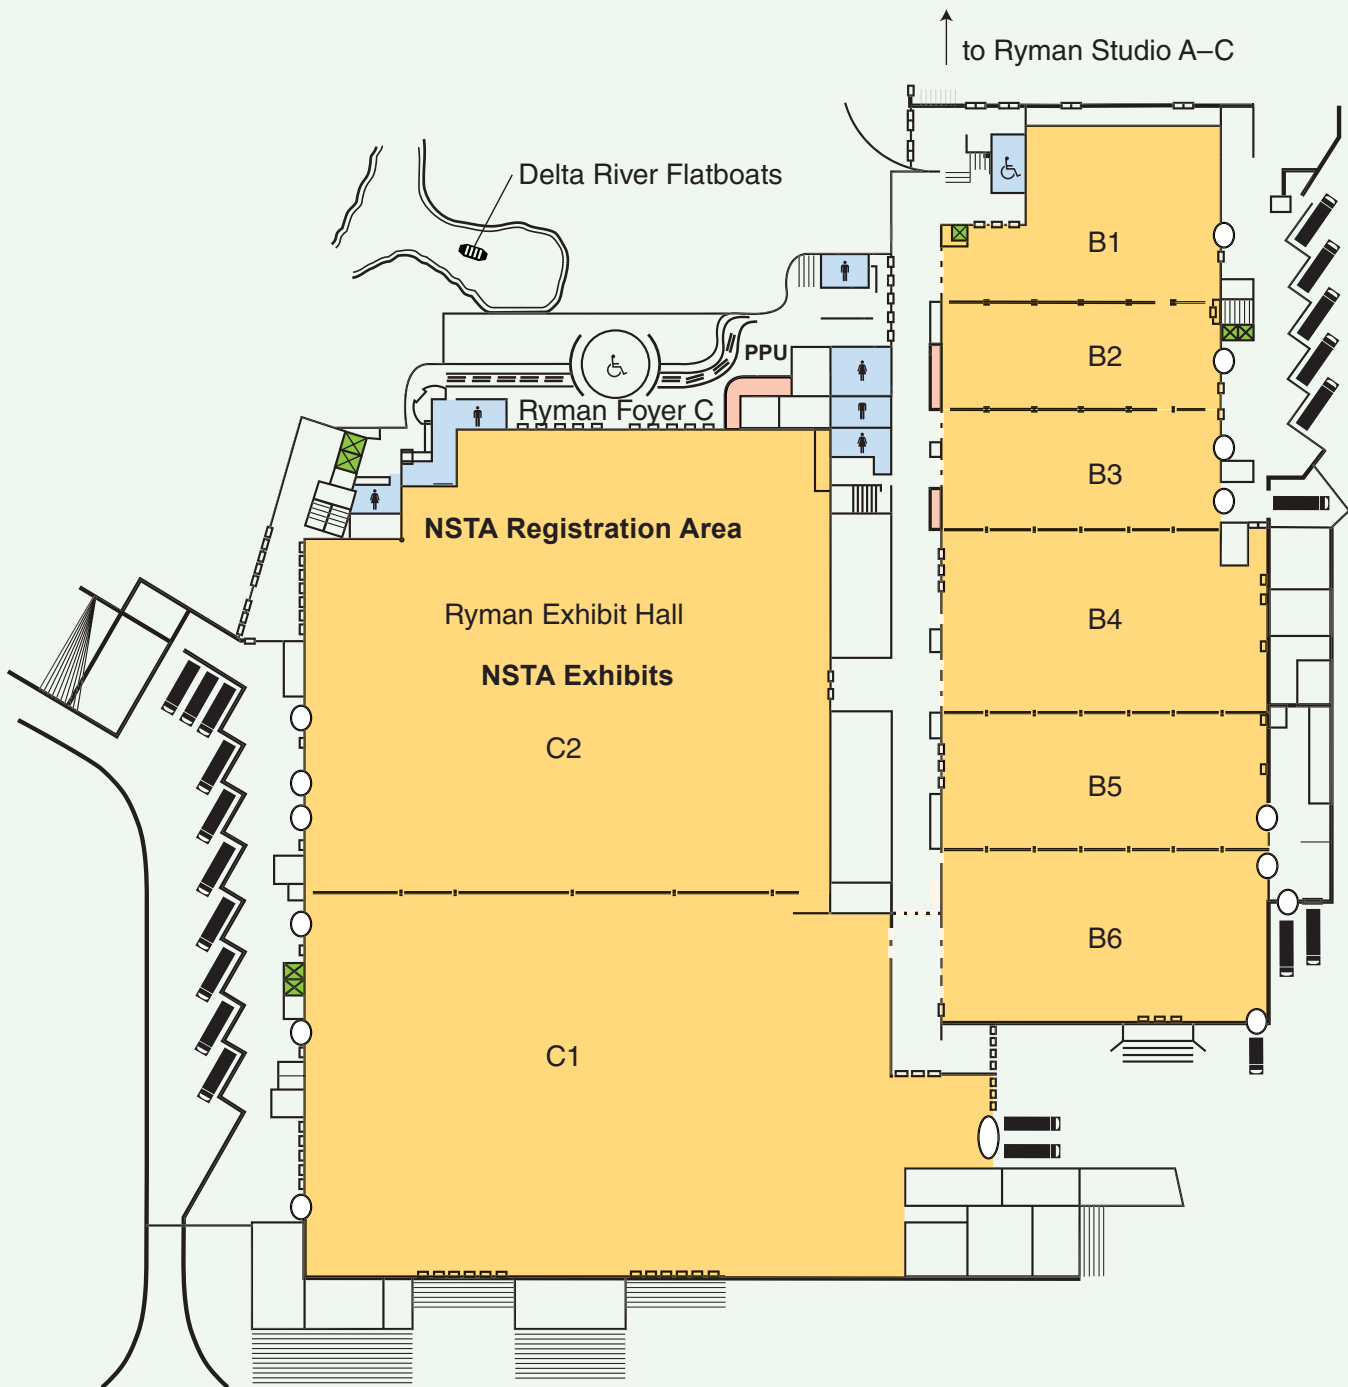 to Ryman Studio A–C
Delta River Flatboats
B1
B2
PPU
Ryman Foyer C
B3
NSTA Registration Area
Ryman Exhibit Hall
B4
NSTA Exhibits
C2
B5
B6
C1